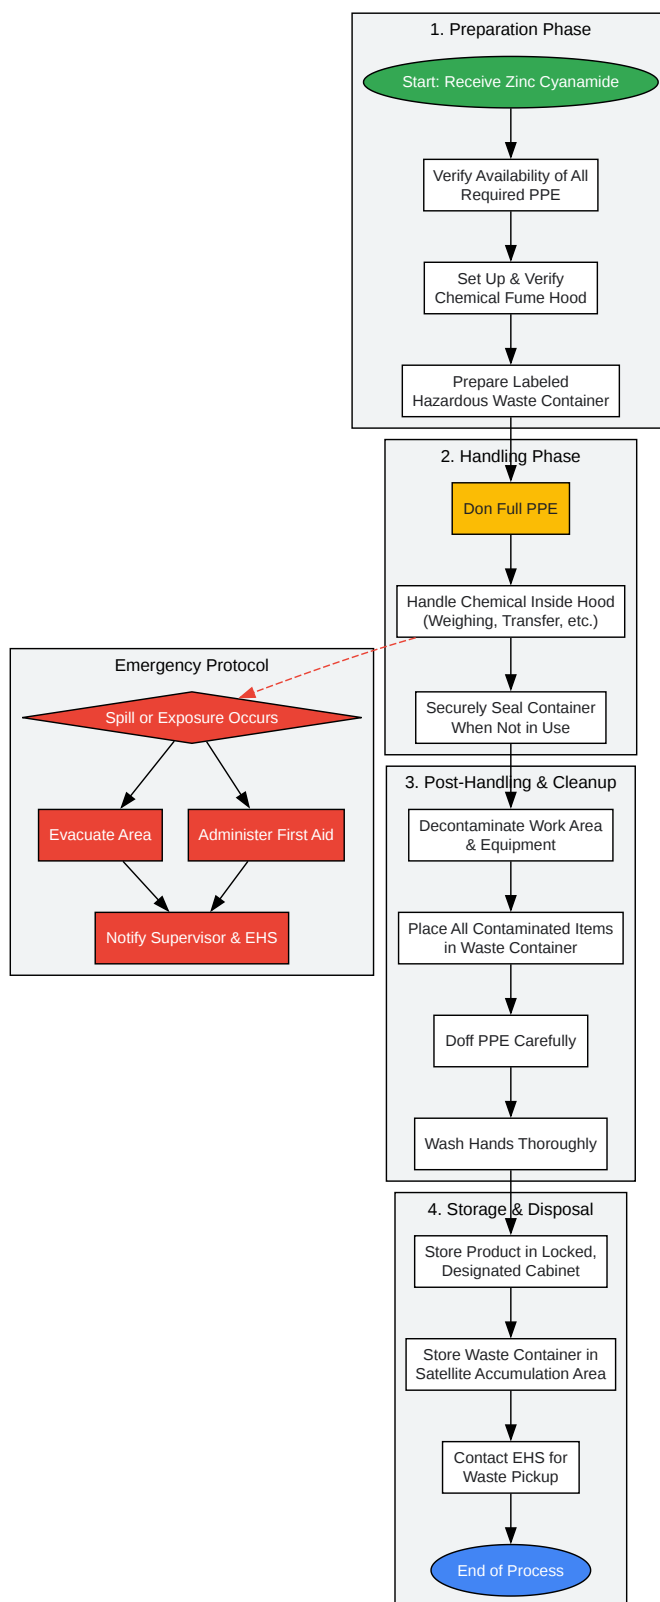 1. Preparation Phase
Start: Receive Zinc Cyanamide
Verify Availability of All
Required PPE
Set Up & Verify
Chemical Fume Hood
Prepare Labeled
Hazardous Waste Container
2. Handling Phase
Don Full PPE
Handle Chemical Inside Hood
(Weighing, Transfer, etc.)
Securely Seal Container
When Not in Use
Emergency Protocol
Spill or Exposure Occurs
Evacuate Area
Administer First Aid
Notify Supervisor & EHS
3. Post-Handling & Cleanup
Decontaminate Work Area
& Equipment
Place All Contaminated Items
in Waste Container
Doff PPE Carefully
Wash Hands Thoroughly
4. Storage & Disposal
Store Product in Locked,
Designated Cabinet
Store Waste Container in
Satellite Accumulation Area
Contact EHS for
Waste Pickup
End of Process